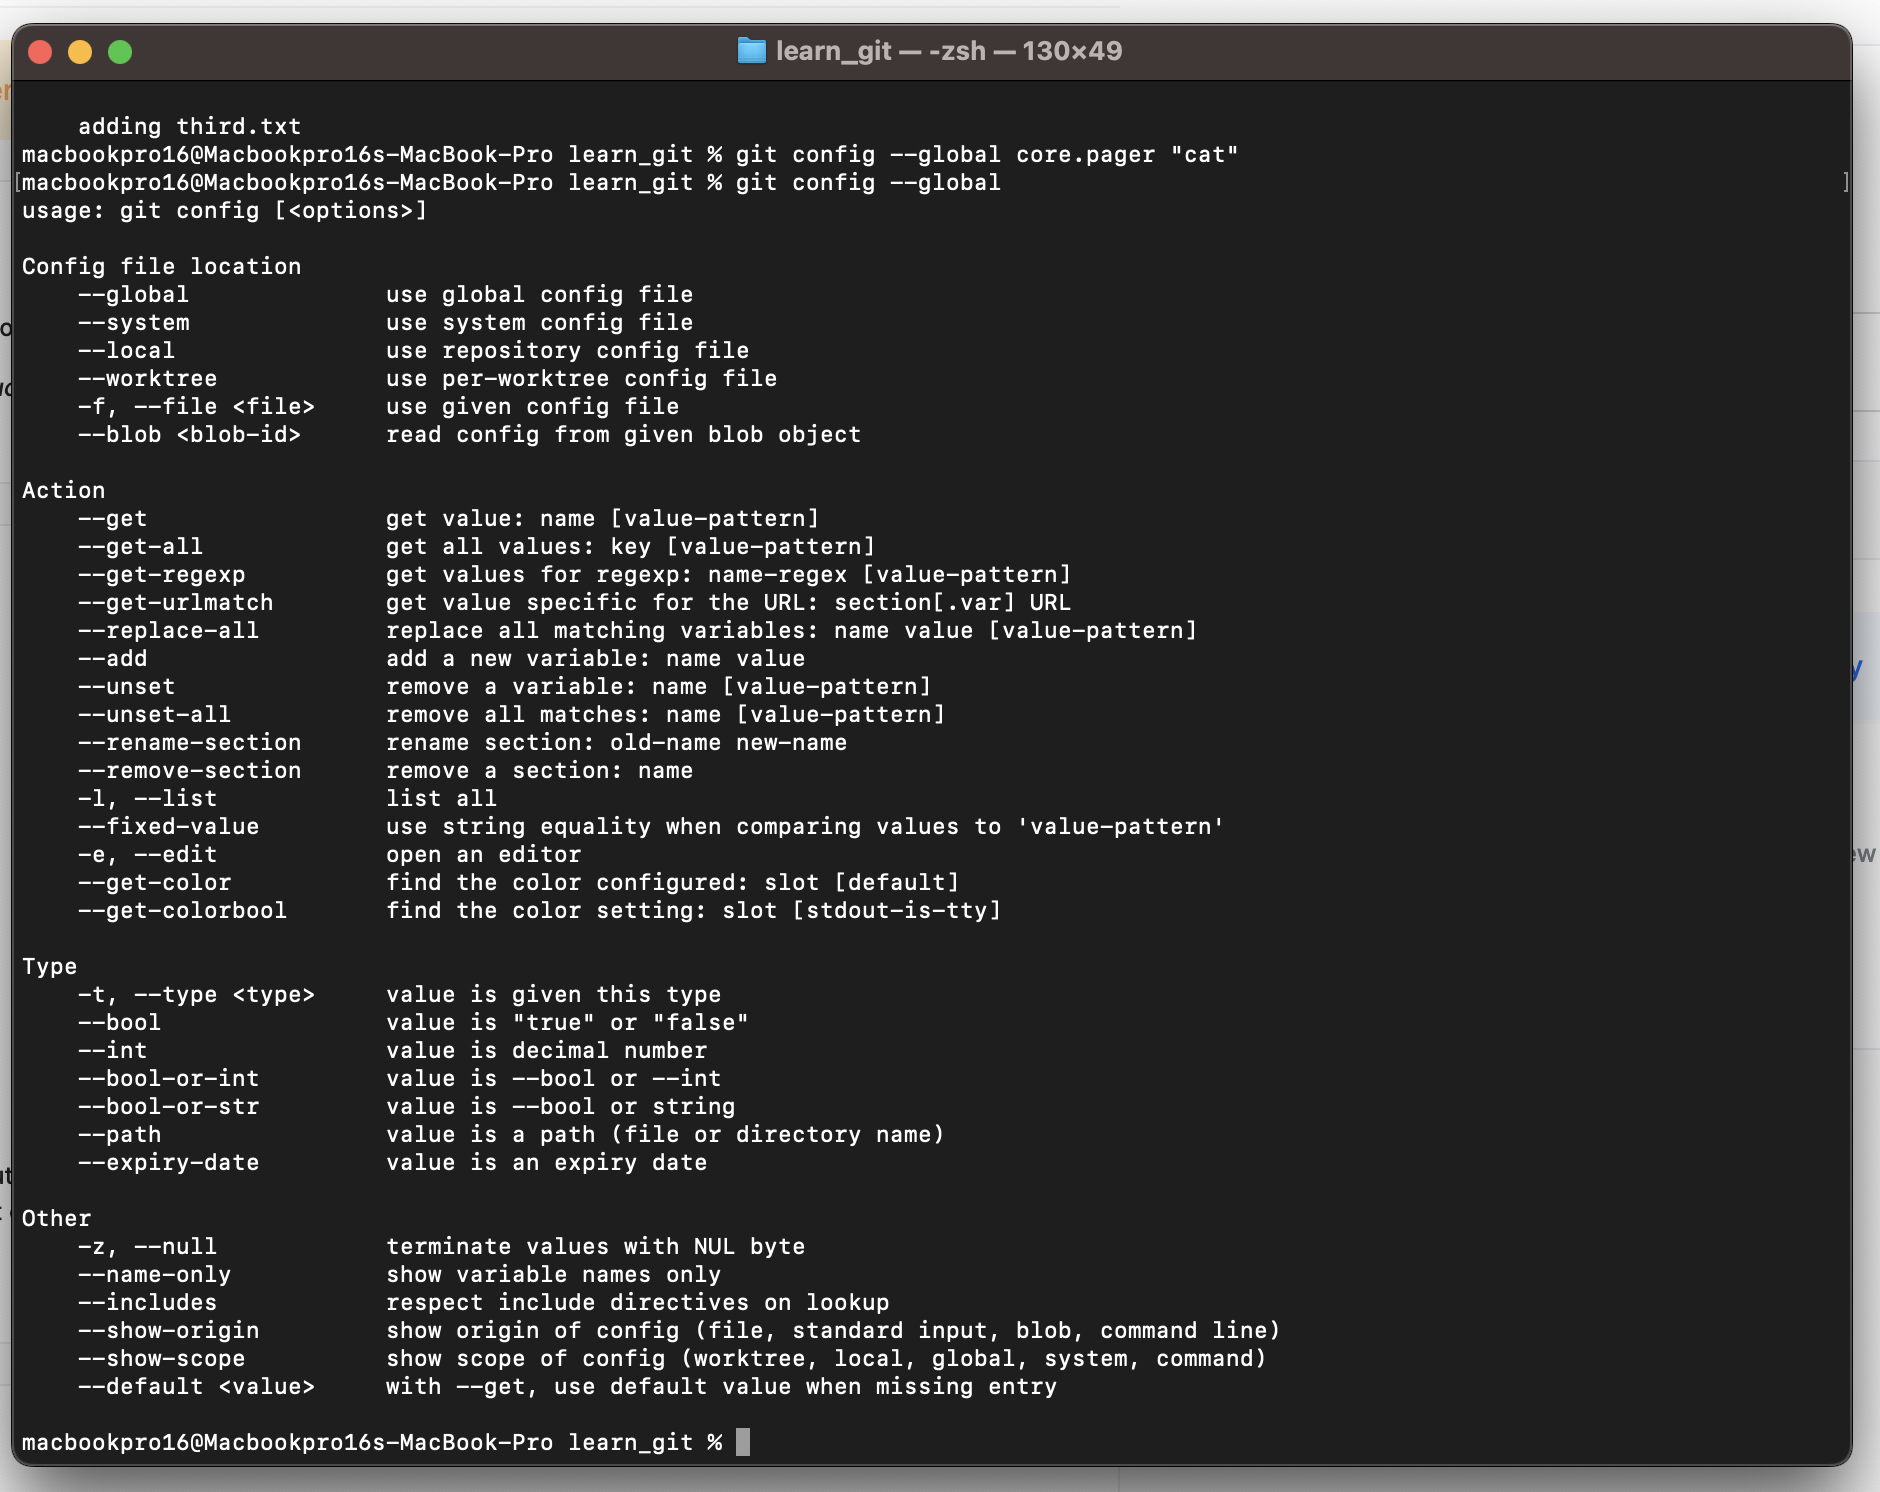 learn_git — -zsh — 130×49
    adding third.txt
macbookpro16@Macbookpro16s-MacBook-Pro learn_git % git config --global core.pager "cat"
[macbookpro16@Macbookpro16s-MacBook-Pro learn_git % git config --global ]
usage: git config [<options>]

Config file location
    --global              use global config file
    --system              use system config file
    --local               use repository config file
    --worktree            use per-worktree config file
    -f, --file <file>     use given config file
    --blob <blob-id>      read config from given blob object

Action
    --get                 get value: name [value-pattern]
    --get-all             get all values: key [value-pattern]
    --get-regexp          get values for regexp: name-regex [value-pattern]
    --get-urlmatch        get value specific for the URL: section[.var] URL
    --replace-all         replace all matching variables: name value [value-pattern]
    --add                 add a new variable: name value
    --unset               remove a variable: name [value-pattern]
    --unset-all           remove all matches: name [value-pattern]
    --rename-section      rename section: old-name new-name
    --remove-section      remove a section: name
    -l, --list            list all
    --fixed-value         use string equality when comparing values to 'value-pattern'
    -e, --edit            open an editor
    --get-color           find the color configured: slot [default]
    --get-colorbool       find the color setting: slot [stdout-is-tty]

Type
    -t, --type <type>     value is given this type
    --bool                value is "true" or "false"
    --int                 value is decimal number
    --bool-or-int         value is --bool or --int
    --bool-or-str         value is --bool or string
    --path                value is a path (file or directory name)
    --expiry-date         value is an expiry date

Other
    -z, --null            terminate values with NUL byte
    --name-only           show variable names only
    --includes            respect include directives on lookup
    --show-origin         show origin of config (file, standard input, blob, command line)
    --show-scope          show scope of config (worktree, local, global, system, command)
    --default <value>     with --get, use default value when missing entry

macbookpro16@Macbookpro16s-MacBook-Pro learn_git %